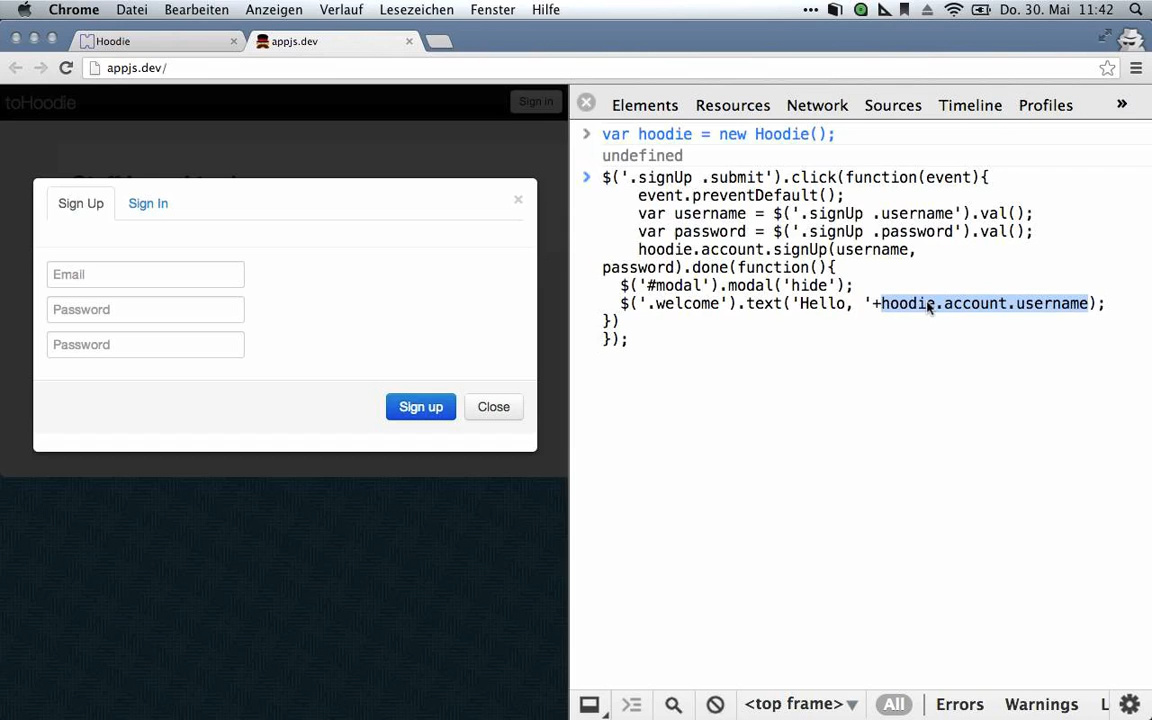 Chrome Datei Bearbeiten Anzeigen Verlauf Lesezeichen Fenster Hilfe Do. 30. Mai 11:42
Hoodie × appjs.dev ×
appjs.dev/
toHoodie Sign in
Sign Up Sign In ×
Email
Password
Password
Sign up Close
Elements Resources Network Sources Timeline Profiles »
> var hoodie = new Hoodie();
undefined
> $('.signUp .submit').click(function(event){
event.preventDefault();
var username = $('.signUp .username').val();
var password = $('.signUp .password').val();
hoodie.account.signUp(username,
password).done(function(){
$('#modal').modal('hide');
$('.welcome').text('Hello, '+hoodie.account.username);
})
});
<top frame> ▼ All Errors Warnings L